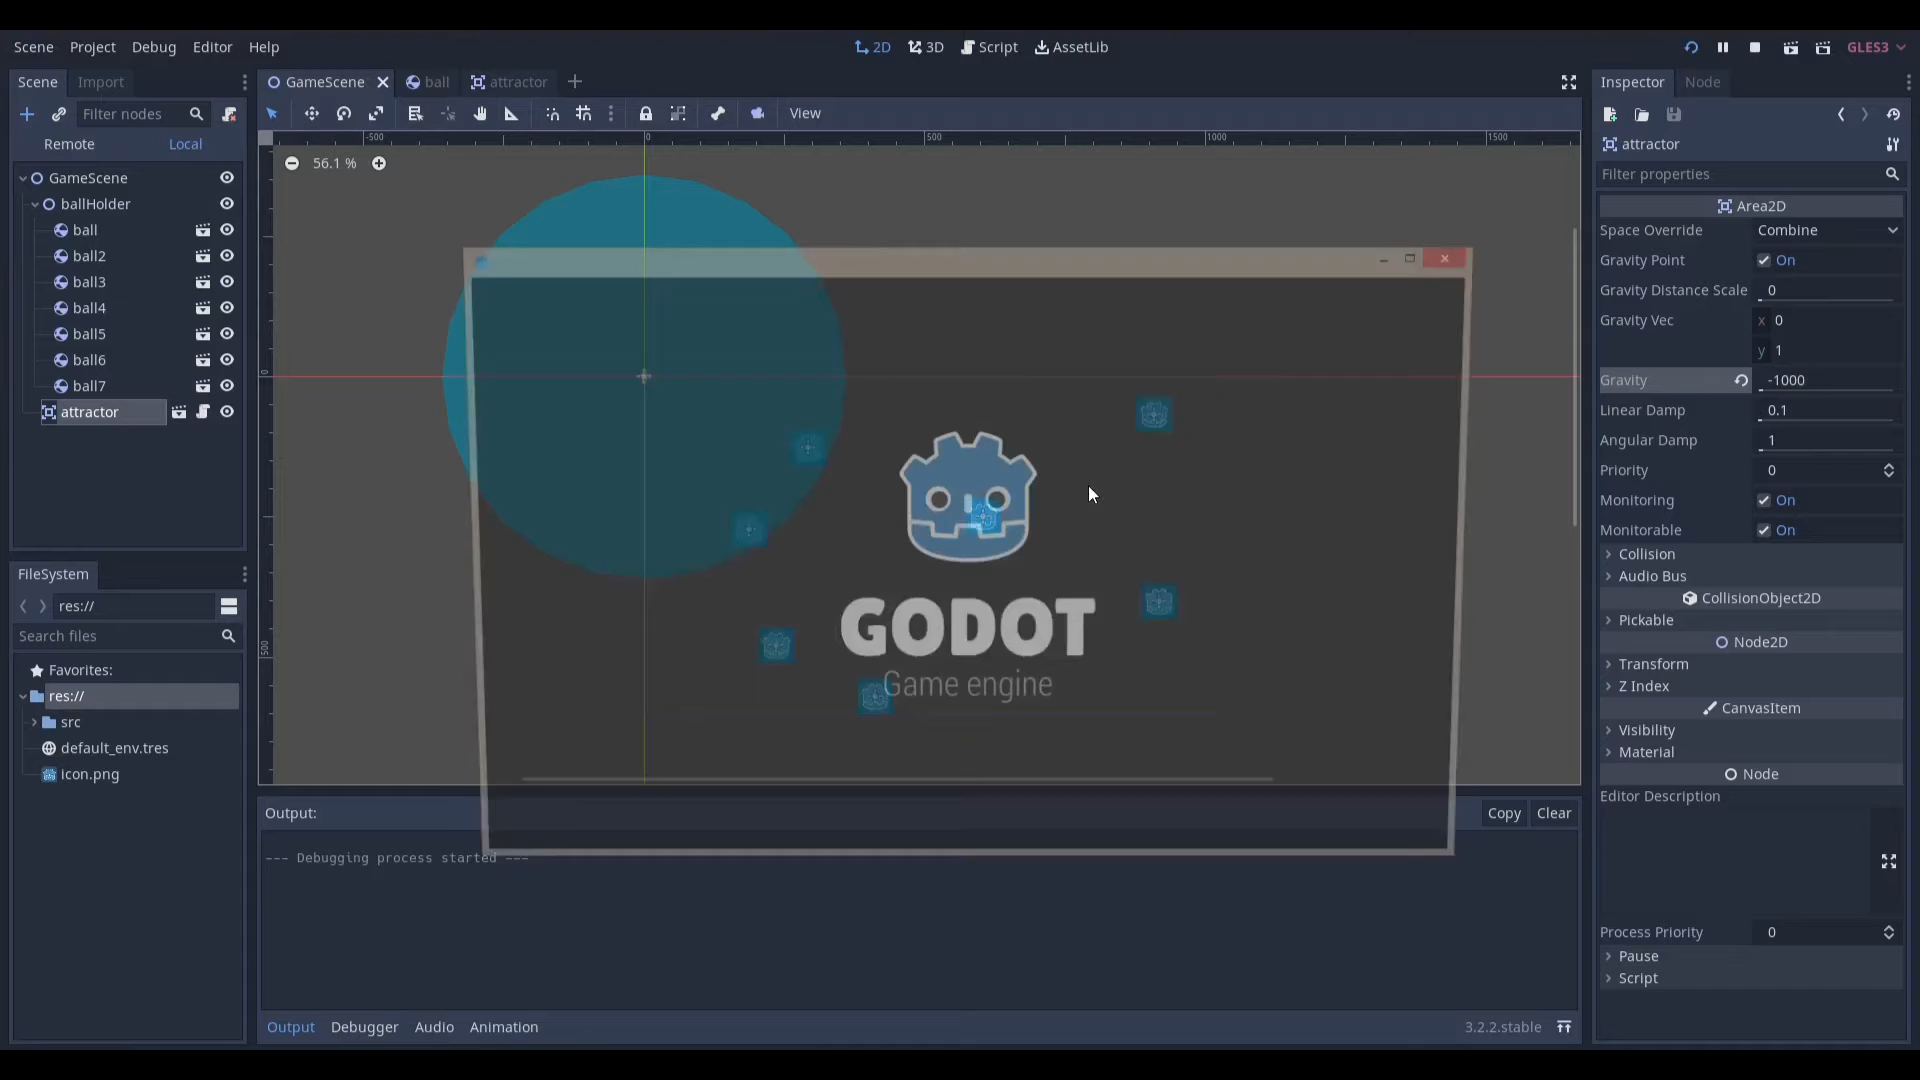 Scene Project Debug Editor Help
2D 3D Script AssetLib
GLES3
Scene Import
GameScene ball attractor
Inspector Node
Filter nodes
View
Remote Local
-500 0 500 1000 1500
56.1 %
0
500
GameScene
ballHolder
ball
ball2
ball3
ball4
ball5
ball6
ball7
attractor
FileSystem
res://
Search files
Favorites:
res://
src
default_env.tres
icon.png
GODOT
Game engine
Output:
Copy Clear
--- Debugging process started ---
Output Debugger Audio Animation
3.2.2.stable
attractor
Filter properties
Area2D
Space Override Combine
Gravity Point On
Gravity Distance Scale 0
Gravity Vec x 0
y 1
Gravity -1000
Linear Damp 0.1
Angular Damp 1
Priority 0
Monitoring On
Monitorable On
Collision
Audio Bus
CollisionObject2D
Pickable
Node2D
Transform
Z Index
CanvasItem
Visibility
Material
Node
Editor Description
Process Priority 0
Pause
Script